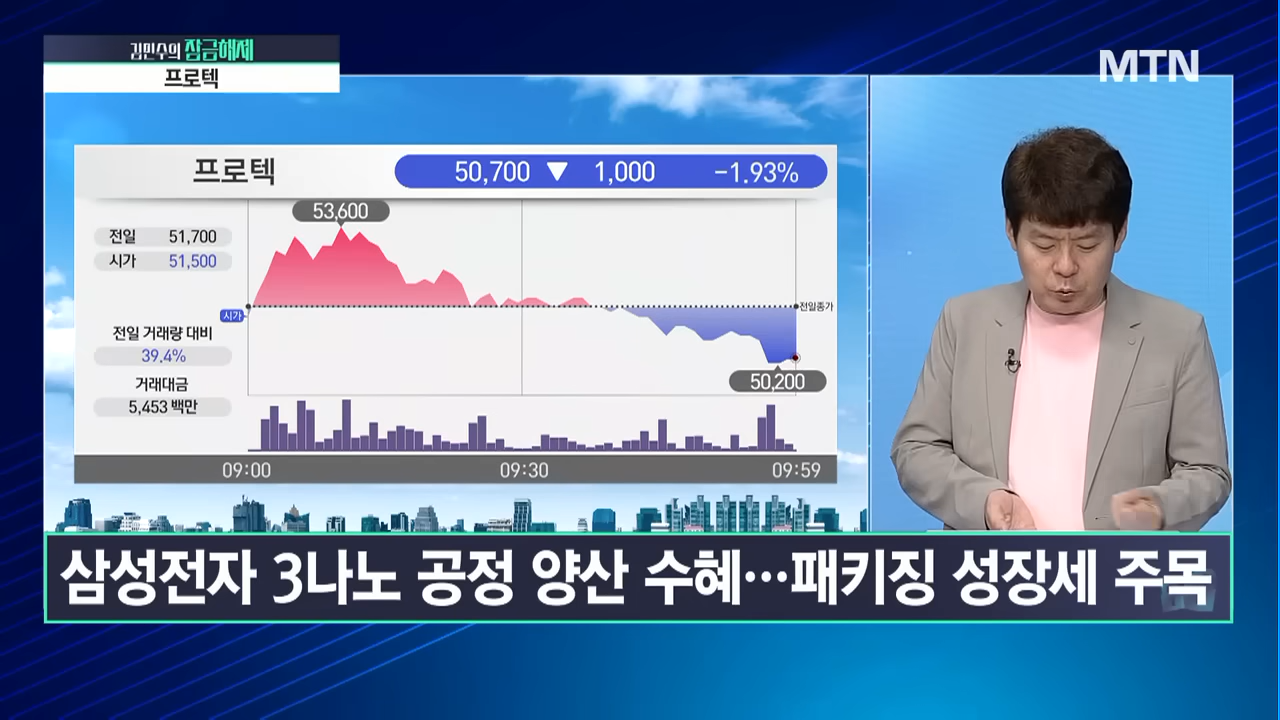 김민수의 잠금해제
프로텍
MTN
프로텍
50,700 ▼ 1,000 -1.93%
53,600
전일 51,700
시가 51,500
시가
전일종가
전일 거래량 대비
39.4%
거래대금
5,453 백만
50,200
09:00 09:30 09:59
삼성전자 3나노 공정 양산 수혜…패키징 성장세 주목